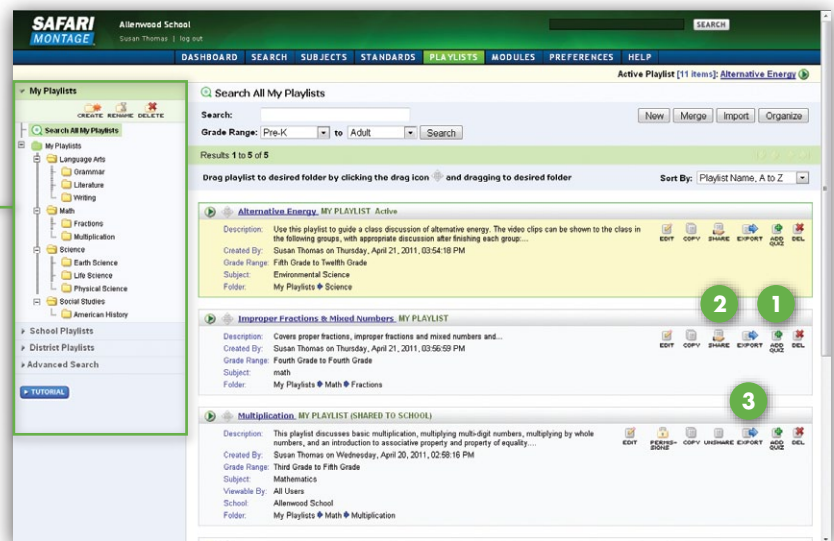 SAFARI
MONTAGE
Allenwood School
Susan Thomas | log out
SEARCH
DASHBOARD SEARCH SUBJECTS STANDARDS PLAYLISTS MODULES PREFERENCES HELP
Active Playlist [11 items]: Alternative Energy
My Playlists
CREATE RENAME DELETE
Search All My Playlists
My Playlists
Language Arts
Grammar
Literature
Writing
Math
Fractions
Multiplication
Science
Earth Science
Life Science
Physical Science
Social Studies
American History
School Playlists
District Playlists
Advanced Search
TUTORIAL
Search All My Playlists
Search:
New Merge Import Organize
Grade Range: Pre-K to Adult Search
Results 1 to 5 of 5
Drag playlist to desired folder by clicking the drag icon and dragging to desired folder
Sort By: Playlist Name, A to Z
Alternative Energy MY PLAYLIST Active
Description: Use this playlist to guide a class discussion of alternative energy. The video clips can be shown to the class in
the following groups, with appropriate discussion after finishing each group:...
Created By: Susan Thomas on Thursday, April 21, 2011, 03:54:18 PM
Grade Range: Fifth Grade to Twelfth Grade
Subject: Environmental Science
Folder: My Playlists Science
EDIT COPY SHARE EXPORT ADD QUIZ DEL
2 1
Improper Fractions & Mixed Numbers MY PLAYLIST
Description: Covers proper fractions, improper fractions and mixed numbers and...
Created By: Susan Thomas on Thursday, April 21, 2011, 03:56:59 PM
Grade Range: Fourth Grade to Fourth Grade
Subject: math
Folder: My Playlists Math Fractions
EDIT COPY SHARE EXPORT ADD QUIZ DEL
3
Multiplication MY PLAYLIST (SHARED TO SCHOOL)
Description: This playlist discusses basic multiplication, multiplying multi-digit numbers, multiplying by whole
numbers, and an introduction to associative property and property of equality....
Created By: Susan Thomas on Wednesday, April 20, 2011, 02:58:16 PM
Grade Range: Third Grade to Fifth Grade
Subject: Mathematics
Viewable By: All Users
School: Allenwood School
Folder: My Playlists Math Multiplication
EDIT PERMIS-SIONS COPY UNSHARE EXPORT ADD QUIZ DEL